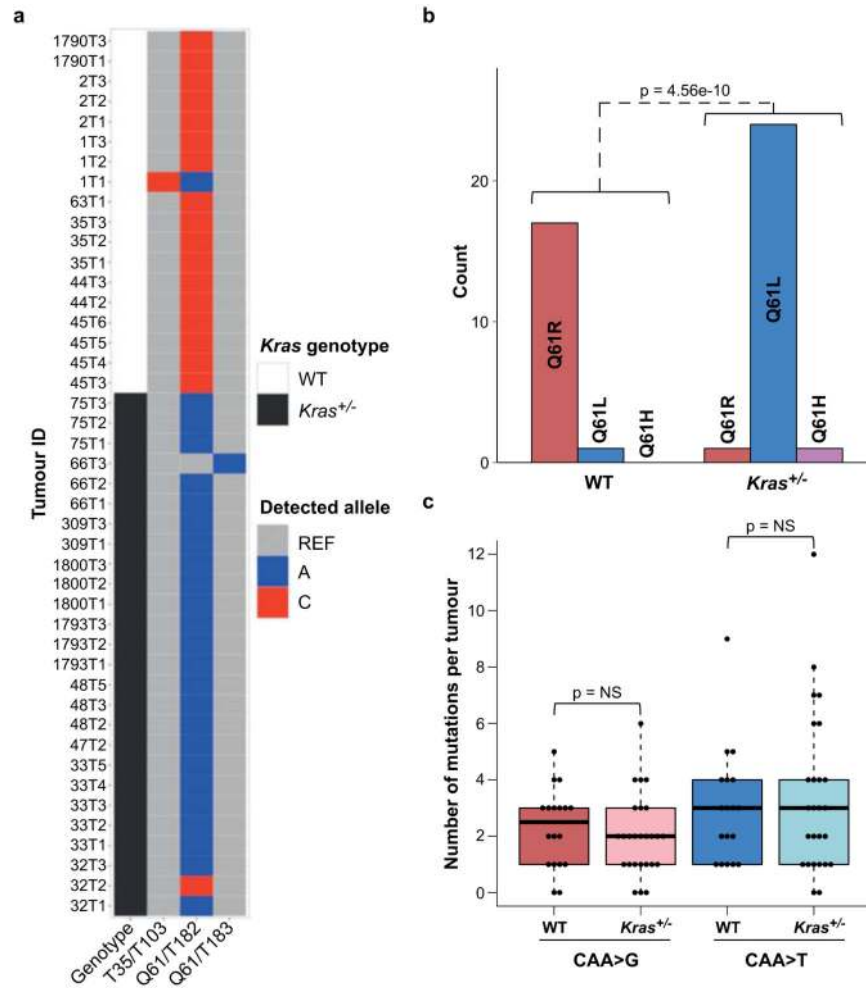 a
1790T3
1790T1
2T3
2T2
2T1
1T3
1T2
1T1
63T1
35T3
35T2
35T1
44T3
44T2
45T6
45T5
45T4
45T3
75T3
75T2
75T1
66T3
66T2
66T1
309T3
309T1
1800T3
1800T2
1800T1
1793T3
1793T2
1793T1
48T5
48T3
48T2
47T2
33T5
33T4
33T3
33T2
33T1
32T3
32T2
32T1
Tumour ID
Genotype
T35/T103
Q61/T182
Q61/T183
Kras genotype
WT
Kras+/-
Detected allele
REF
A
C
b
p = 4.56e-10
Count
20
10
0
Q61R
Q61L
Q61H
Q61R
Q61L
Q61H
WT
Kras+/-
c
p = NS
p = NS
Number of mutations per tumour
12
10
8
6
4
2
0
WT
Kras+/-
WT
Kras+/-
CAA>G
CAA>T